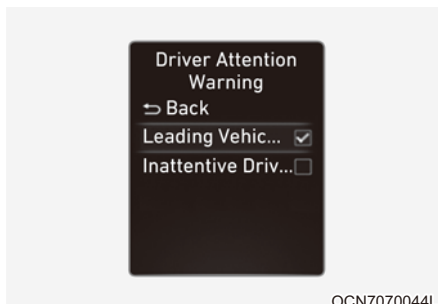 Driver Attention
Warning
Back
Leading Vehic...
Inattentive Driv...
OCN7070044L